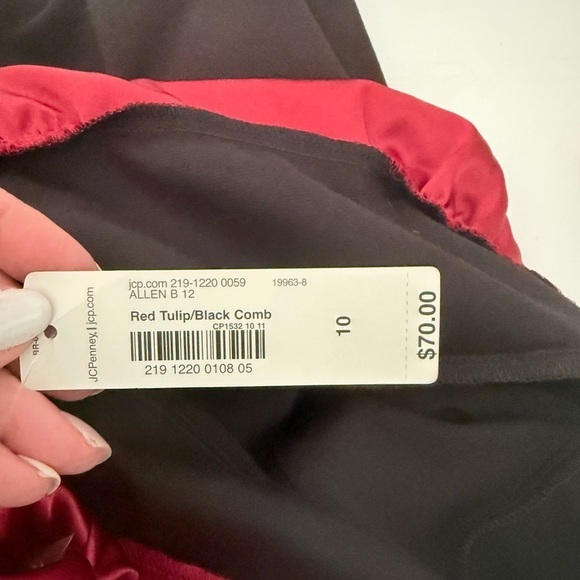 jcp.com 219-1220 0059 19963-8
ALLEN B 12
Red Tulip/Black Comb
CP1532 10 11
219 1220 0108 05
10
$70.00
JCPenney | jcp.com